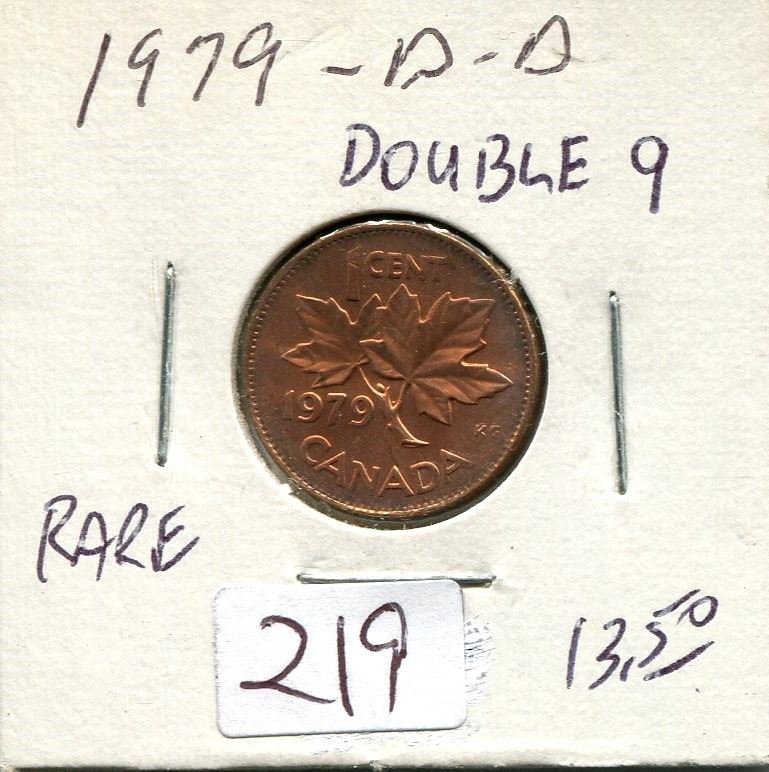 1979-D-D
DOUBLE 9
1 CENT
1979
KG
CANADA
RARE
219
13.50